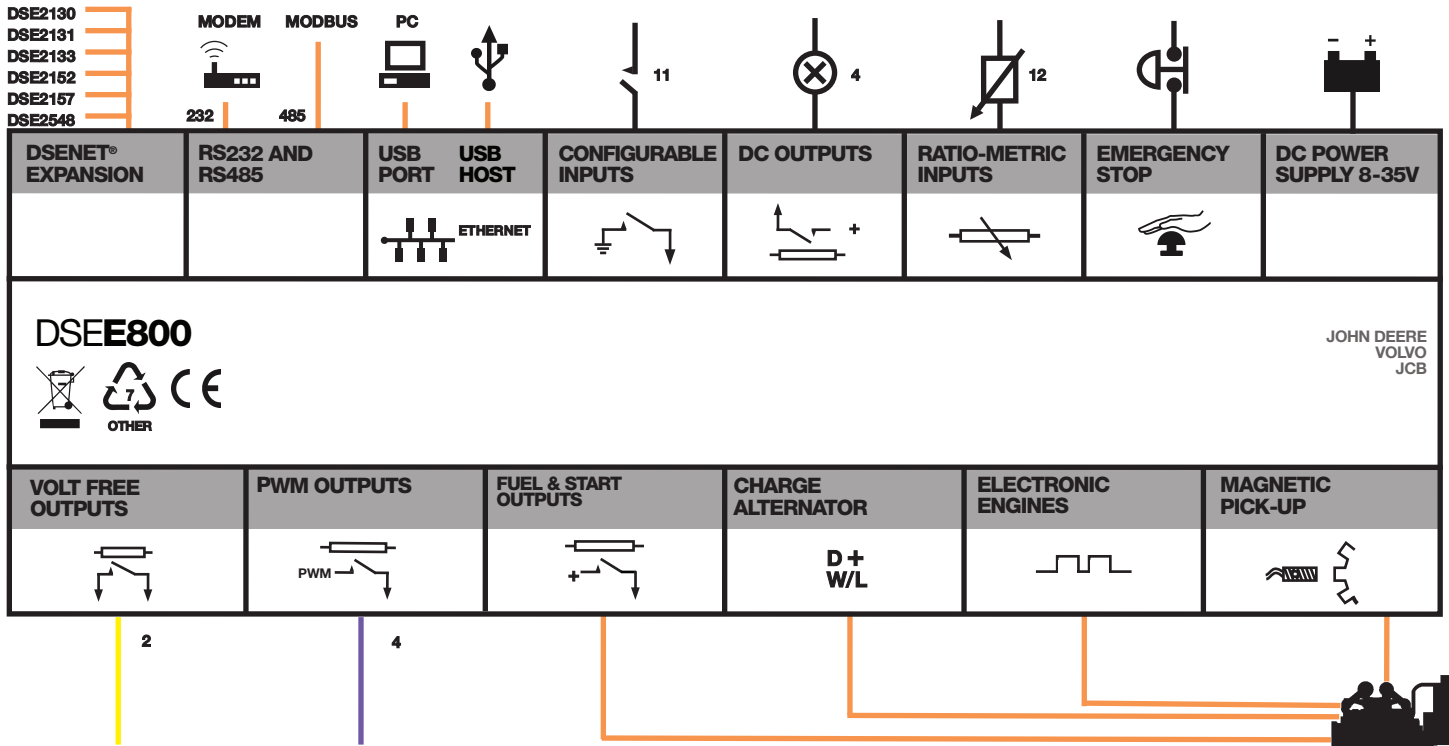 DSE2130
DSE2131
DSE2133
DSE2152
DSE2157
DSE2548
MODEM
MODBUS
PC
232
485
11
4
12
- +
DSENET®
EXPANSION
RS232 AND
RS485
USB
PORT
USB
HOST
CONFIGURABLE
INPUTS
DC OUTPUTS
RATIO-METRIC
INPUTS
EMERGENCY
STOP
DC POWER
SUPPLY 8-35V
ETHERNET
+
DSEE800
7
OTHER
CE
JOHN DEERE
VOLVO
JCB
VOLT FREE
OUTPUTS
PWM OUTPUTS
FUEL & START
OUTPUTS
CHARGE
ALTERNATOR
ELECTRONIC
ENGINES
MAGNETIC
PICK-UP
PWM
+
D+
W/L
2
4